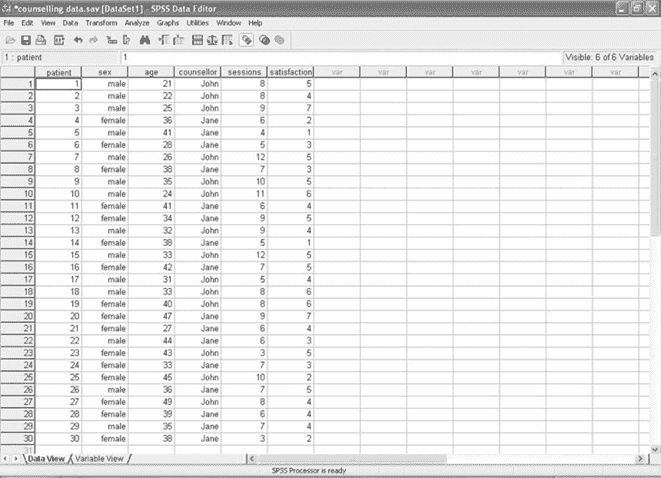 *counselling data.sav [DataSet1] - SPSS Data Editor
File Edit View Data Transform Analyze Graphs Utilities Window Help
1 : patient 1 Visible: 6 of 6 Variables
patient sex age counsellor sessions satisfaction var var var var var var var
1 1 male 21 John 8 5
2 2 male 22 John 8 4
3 3 male 25 John 9 7
4 4 female 36 Jane 6 2
5 5 male 41 Jane 4 1
6 6 female 28 Jane 5 3
7 7 male 26 John 12 5
8 8 female 38 Jane 7 3
9 9 male 35 John 10 5
10 10 male 24 John 11 6
11 11 female 41 Jane 6 4
12 12 female 34 Jane 9 5
13 13 male 32 John 9 4
14 14 female 38 Jane 5 1
15 15 male 33 John 12 5
16 16 female 42 Jane 7 5
17 17 male 31 John 5 4
18 18 male 33 John 8 6
19 19 female 40 John 8 6
20 20 female 47 Jane 9 7
21 21 female 27 Jane 6 4
22 22 male 44 Jane 6 3
23 23 female 43 John 3 5
24 24 female 33 Jane 7 3
25 25 female 45 John 10 2
26 26 male 36 Jane 7 5
27 27 female 49 John 8 4
28 28 female 39 Jane 6 4
29 29 male 35 Jane 7 4
30 30 female 38 Jane 3 2
31
Data View Variable View
SPSS Processor is ready